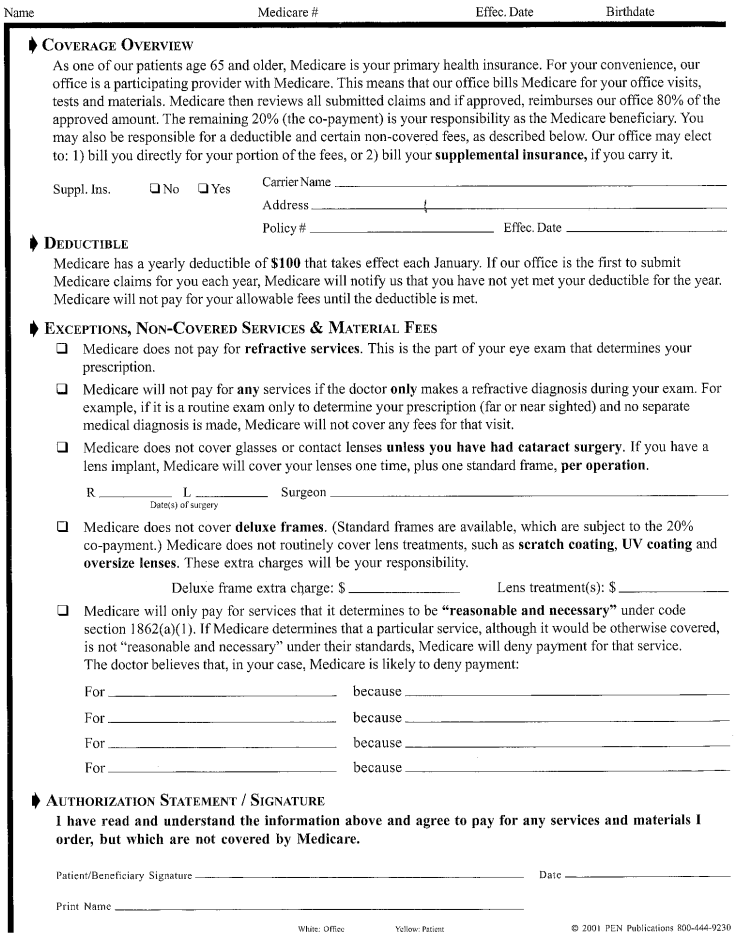 Name Medicare # Effec. Date Birthdate
COVERAGE OVERVIEW
As one of our patients age 65 and older, Medicare is your primary health insurance. For your convenience, our
office is a participating provider with Medicare. This means that our office bills Medicare for your office visits,
tests and materials. Medicare then reviews all submitted claims and if approved, reimburses our office 80% of the
approved amount. The remaining 20% (the co-payment) is your responsibility as the Medicare beneficiary. You
may also be responsible for a deductible and certain non-covered fees, as described below. Our office may elect
to: 1) bill you directly for your portion of the fees, or 2) bill your supplemental insurance, if you carry it.
Suppl. Ins. ❑ No ❑ Yes Carrier Name
Address
Policy # Effec. Date
DEDUCTIBLE
Medicare has a yearly deductible of $100 that takes effect each January. If our office is the first to submit
Medicare claims for you each year, Medicare will notify us that you have not yet met your deductible for the year.
Medicare will not pay for your allowable fees until the deductible is met.
EXCEPTIONS, NON-COVERED SERVICES & MATERIAL FEES
❑ Medicare does not pay for refractive services. This is the part of your eye exam that determines your
prescription.
❑ Medicare will not pay for any services if the doctor only makes a refractive diagnosis during your exam. For
example, if it is a routine exam only to determine your prescription (far or near sighted) and no separate
medical diagnosis is made, Medicare will not cover any fees for that visit.
❑ Medicare does not cover glasses or contact lenses unless you have had cataract surgery. If you have a
lens implant, Medicare will cover your lenses one time, plus one standard frame, per operation.
R L Surgeon
Date(s) of surgery
❑ Medicare does not cover deluxe frames. (Standard frames are available, which are subject to the 20%
co-payment.) Medicare does not routinely cover lens treatments, such as scratch coating, UV coating and
oversize lenses. These extra charges will be your responsibility.
Deluxe frame extra charge: $ Lens treatment(s): $
❑ Medicare will only pay for services that it determines to be “reasonable and necessary” under code
section 1862(a)(1). If Medicare determines that a particular service, although it would be otherwise covered,
is not “reasonable and necessary” under their standards, Medicare will deny payment for that service.
The doctor believes that, in your case, Medicare is likely to deny payment:
For because
For because
For because
For because
AUTHORIZATION STATEMENT / SIGNATURE
I have read and understand the information above and agree to pay for any services and materials I
order, but which are not covered by Medicare.
Patient/Beneficiary Signature Date
Print Name
White: Office Yellow: Patient © 2001 PEN Publications 800-444-9230